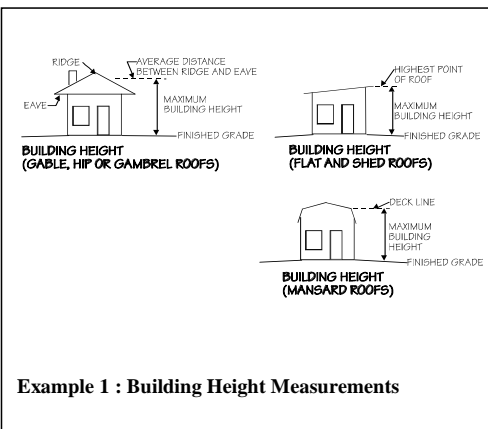 RIDGE
AVERAGE DISTANCE
BETWEEN RIDGE AND EAVE
EAVE
MAXIMUM
BUILDING HEIGHT
FINISHED GRADE
BUILDING HEIGHT
(GABLE, HIP OR GAMBREL ROOFS)
HIGHEST POINT
OF ROOF
MAXIMUM
BUILDING HEIGHT
FINISHED GRADE
BUILDING HEIGHT
(FLAT AND SHED ROOFS)
DECK LINE
MAXIMUM
BUILDING
HEIGHT
FINISHED GRADE
BUILDING HEIGHT
(MANSARD ROOFS)
Example 1 : Building Height Measurements